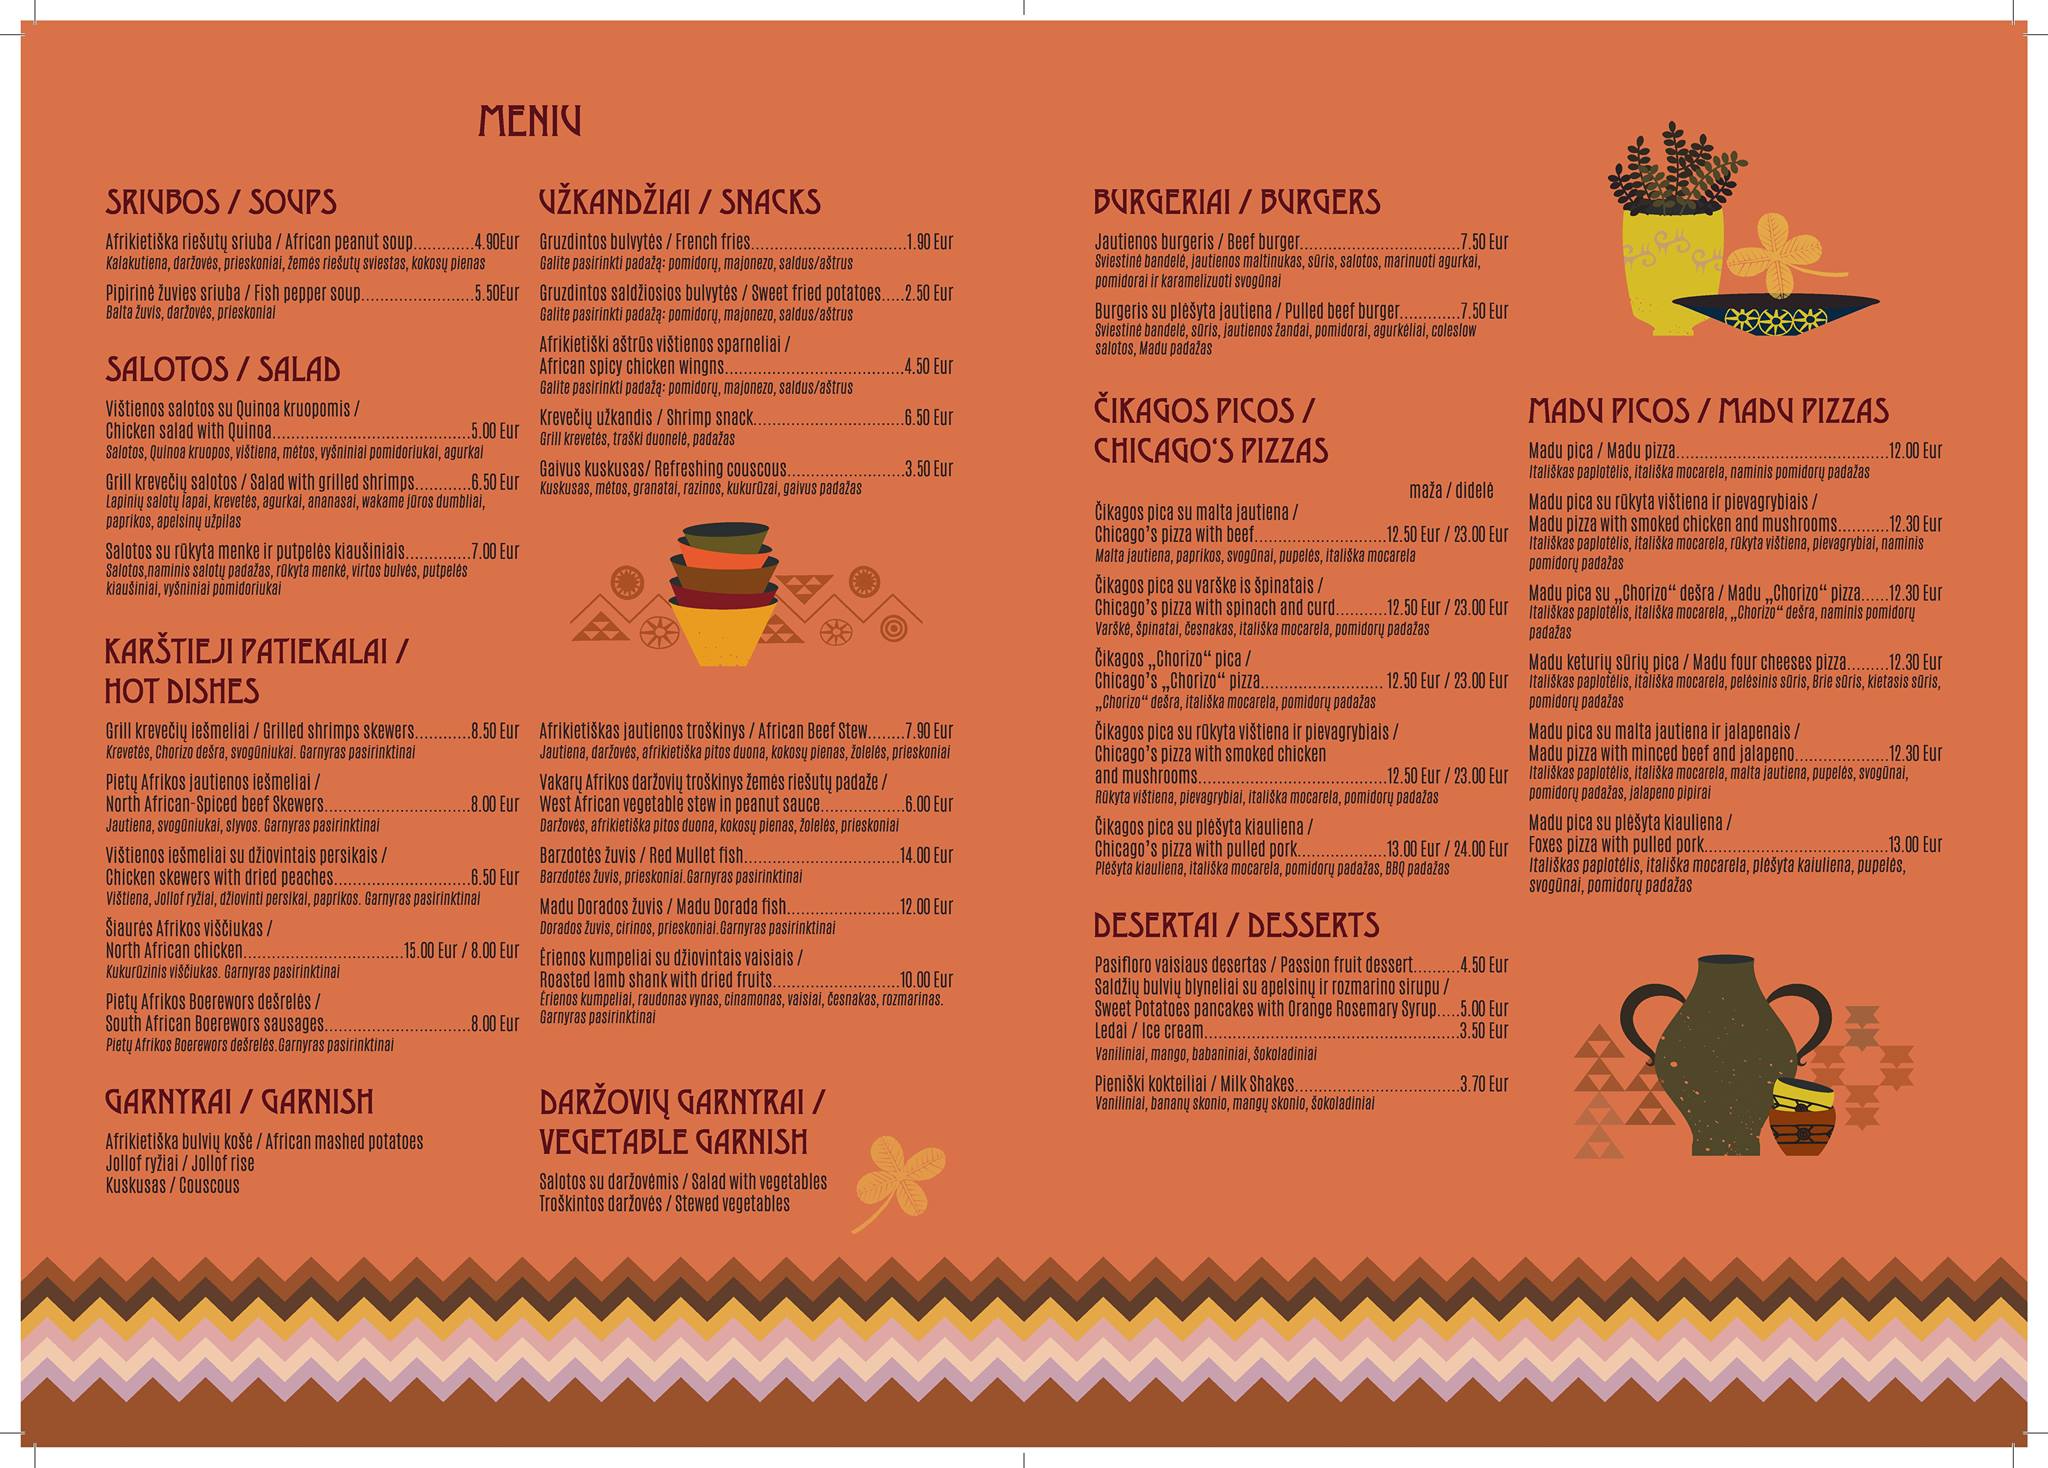 MENIU
SRIUBOS / SOUPS
Afrikietiška riešutų sriuba / African peanut soup............4.90Eur
Kalakutiena, daržovės, prieskoniai, žemės riešutų sviestas, kokosų pienas
Pipirinė žuvies sriuba / Fish pepper soup......................5.50Eur
Balta žuvis, daržovės, prieskoniai
SALOTOS / SALAD
Vištienos salotos su Quinoa kruopomis /
Chicken salad with Quinoa.......................................5.00 Eur
Salotos, Quinoa kruopos, vištiena, mėtos, vyšniniai pomidoriukai, agurkai
Grill krevečių salotos / Salad with grilled shrimps...........6.50 Eur
Lapinių salotų lapai, krevetės, agurkai, ananasai, wakame jūros dumbliai,
paprikos, apelsinų užpilas
Salotos su rūkyta menke ir putpelės kiaušiniais.............7.00 Eur
Salotos,naminis salotų padažas, rūkyta menkė, virtos bulvės, putpelės
kiaušiniai, vyšniniai pomidoriukai
KARŠTIEJI PATIEKALAI /
HOT DISHES
Grill krevečių iešmeliai / Grilled shrimps skewers...........8.50 Eur
Krevetės, Chorizo dešra, svogūniukai. Garnyras pasirinktinai
Pietų Afrikos jautienos iešmeliai /
North African-Spiced beef Skewers.............................8.00 Eur
Jautiena, svogūniukai, slyvos. Garnyras pasirinktinai
Vištienos iešmeliai su džiovintais persikais /
Chicken skewers with dried peaches...........................6.50 Eur
Vištiena, Jollof ryžiai, džiovinti persikai, paprikos. Garnyras pasirinktinai
Šiaurės Afrikos viščiukas /
North African chicken................................15.00 Eur / 8.00 Eur
Kukurūzinis viščiukas. Garnyras pasirinktinai
Pietų Afrikos Boerewors dešrelės /
South African Boerewors sausages.............................8.00 Eur
Pietų Afrikos Boerewors dešrelės.Garnyras pasirinktinai
GARNYRAI / GARNISH
Afrikietiška bulvių košė / African mashed potatoes
Jollof ryžiai / Jollof rise
Kuskusas / Couscous
UŽKANDŽIAI / SNACKS
Gruzdintos bulvytės / French fries...............................1.90 Eur
Galite pasirinkti padažą: pomidorų, majonezo, saldus/aštrus
Gruzdintos saldžiosios bulvytės / Sweet fried potatoes.....2.50 Eur
Galite pasirinkti padažą: pomidorų, majonezo, saldus/aštrus
Afrikietiški aštrūs vištienos sparneliai /
African spicy chicken wingns....................................4.50 Eur
Galite pasirinkti padažą: pomidorų, majonezo, saldus/aštrus
Krevečių užkandis / Shrimp snack..............................6.50 Eur
Grill krevetės, traški duonelė, padažas
Gaivus kuskusas/ Refreshing couscous.......................3.50 Eur
Kuskusas, mėtos, granatai, razinos, kukurūzai, gaivus padažas
Afrikietiškas jautienos troškinys / African Beef Stew.......7.90 Eur
Jautiena, daržovės, afrikietiška pitos duona, kokosų pienas, žolelės, prieskoniai
Vakarų Afrikos daržovių troškinys žemės riešutų padaže /
West African vegetable stew in peanut sauce................6.00 Eur
Daržovės, afrikietiška pitos duona, kokosų pienas, žolelės, prieskoniai
Barzdotės žuvis / Red Mullet fish..............................14.00 Eur
Barzdotės žuvis, prieskoniai.Garnyras pasirinktinai
Madu Dorados žuvis / Madu Dorada fish......................12.00 Eur
Dorados žuvis, cirinos, prieskoniai.Garnyras pasirinktinai
Ėrienos kumpeliai su džiovintais vaisiais /
Roasted lamb shank with dried fruits.........................10.00 Eur
Ėrienos kumpeliai, raudonas vynas, cinamonas, vaisiai, česnakas, rozmarinas.
Garnyras pasirinktinai
DARŽOVIŲ GARNYRAI /
VEGETABLE GARNISH
Salotos su daržovėmis / Salad with vegetables
Troškintos daržovės / Stewed vegetables
BURGERIAI / BURGERS
Jautienos burgeris / Beef burger................................7.50 Eur
Sviestinė bandelė, jautienos maltinukas, sūris, salotos, marinuoti agurkai,
pomidorai ir karamelizuoti svogūnai
Burgeris su plėšyta jautiena / Pulled beef burger............7.50 Eur
Sviestinė bandelė, sūris, jautienos žandai, pomidorai, agurkėliai, coleslow
salotos, Madu padažas
ČIKAGOS PICOS /
CHICAGO‘S PIZZAS
maža / didelė
Čikagos pica su malta jautiena /
Chicago’s pizza with beef..........................12.50 Eur / 23.00 Eur
Malta jautiena, paprikos, svogūnai, pupelės, itališka mocarela
Čikagos pica su varške is špinatais /
Chicago’s pizza with spinach and curd..........12.50 Eur / 23.00 Eur
Varškė, špinatai, česnakas, itališka mocarela, pomidorų padažas
Čikagos „Chorizo“ pica /
Chicago’s „Chorizo“ pizza........................ 12.50 Eur / 23.00 Eur
„Chorizo“ dešra, itališka mocarela, pomidorų padažas
Čikagos pica su rūkyta vištiena ir pievagrybiais /
Chicago’s pizza with smoked chicken
and mushrooms.....................................12.50 Eur / 23.00 Eur
Rūkyta vištiena, pievagrybiai, itališka mocarela, pomidorų padažas
Čikagos pica su plėšyta kiauliena /
Chicago’s pizza with pulled pork..................13.00 Eur / 24.00 Eur
Plėšyta kiauliena, itališka mocarela, pomidorų padažas, BBQ padažas
DESERTAI / DESSERTS
Pasifloro vaisiaus desertas / Passion fruit dessert..........4.50 Eur
Saldžių bulvių blyneliai su apelsinų ir rozmarino sirupu /
Sweet Potatoes pancakes with Orange Rosemary Syrup.....5.00 Eur
Ledai / Ice cream.................................................3.50 Eur
Vaniliniai, mango, babaniniai, šokoladiniai
Pieniški kokteiliai / Milk Shakes.................................3.70 Eur
Vaniliniai, bananų skonio, mangų skonio, šokoladiniai
MADU PICOS / MADU PIZZAS
Madu pica / Madu pizza..........................................12.00 Eur
Itališkas paplotėlis, itališka mocarela, naminis pomidorų padažas
Madu pica su rūkyta vištiena ir pievagrybiais /
Madu pizza with smoked chicken and mushrooms..........12.30 Eur
Itališkas paplotėlis, itališka mocarela, rūkyta vištiena, pievagrybiai, naminis
pomidorų padažas
Madu pica su „Chorizo“ dešra / Madu „Chorizo“ pizza......12.30 Eur
Itališkas paplotėlis, itališka mocarela, „Chorizo“ dešra, naminis pomidorų
padažas
Madu keturių sūrių pica / Madu four cheeses pizza.........12.30 Eur
Itališkas paplotėlis, itališka mocarela, pelėsinis sūris, Brie sūris, kietasis sūris,
pomidorų padažas
Madu pica su malta jautiena ir jalapenais /
Madu pizza with minced beef and jalapeno...................12.30 Eur
Itališkas paplotėlis, itališka mocarela, malta jautiena, pupelės, svogūnai,
pomidorų padažas, jalapeno pipirai
Madu pica su plėšyta kiauliena /
Foxes pizza with pulled pork.....................................13.00 Eur
Itališkas paplotėlis, itališka mocarela, plėšyta kaiuliena, pupelės,
svogūnai, pomidorų padažas